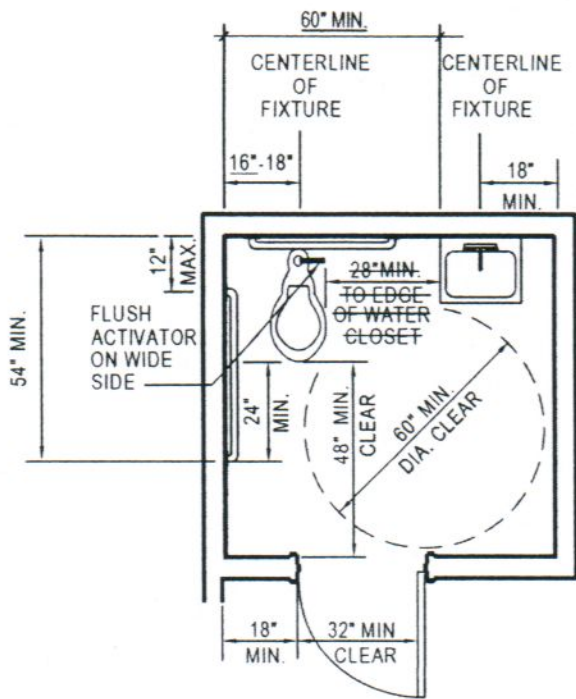 60" MIN.
CENTERLINE
OF
FIXTURE
CENTERLINE
OF
FIXTURE
16"-18"
18"
MIN.
12"
MAX.
54" MIN.
FLUSH
ACTIVATOR
ON WIDE
SIDE
28"MIN.
TO EDGE
OF WATER
CLOSET
24"
MIN.
48" MIN.
CLEAR
60" MIN.
DIA. CLEAR
18"
MIN.
32" MIN
CLEAR